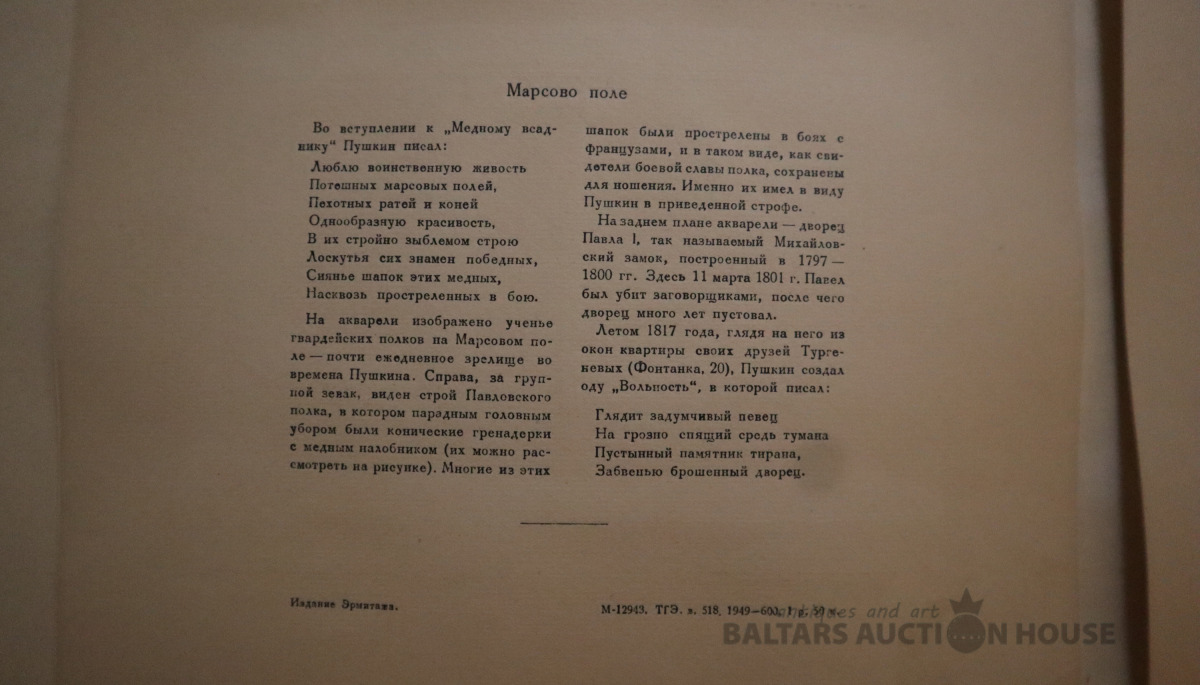 Марсово поле
Во вступлении к „Медному всад-
нику“ Пушкин писал:
Люблю воинственную живость
Потешных марсовых полей,
Пехотных ратей и коней
Однообразную красивость,
В их стройно зыблемом строю
Лоскутья сих знамен победных,
Сиянье шапок этих медных,
Насквозь простреленных в бою.
На акварели изображено ученье
гвардейских полков на Марсовом по-
ле — почти ежедневное зрелище во
времена Пушкина. Справа, за груп-
пой зевак, виден строй Павловского
полка, в котором парадным головным
убором были конические гренадерки
с медным налобником (их можно рас-
смотреть на рисунке). Многие из этих
шапок были прострелены в боях с
французами, и в таком виде, как сви-
детели боевой славы полка, сохранены
для ношения. Именно их имел в виду
Пушкин в приведенной строфе.
На заднем плане акварели — дворец
Павла I, так называемый Михайлов-
ский замок, построенный в 1797 —
1800 гг. Здесь 11 марта 1801 г. Павел
был убит заговорщиками, после чего
дворец много лет пустовал.
Летом 1817 года, глядя на него из
окон квартиры своих друзей Турге-
невых (Фонтанка, 20), Пушкин создал
оду „Вольность“, в которой писал:
Глядит задумчивый певец
На грозно спящий средь тумана
Пустынный памятник тирана,
Забвенью брошенный дворец.
Издание Эрмитажа.
М-12943. ТГЭ. з. 518. 1949—600. 1 р. 50 к.
antiques and art
BALTARS AUCTION HOUSE